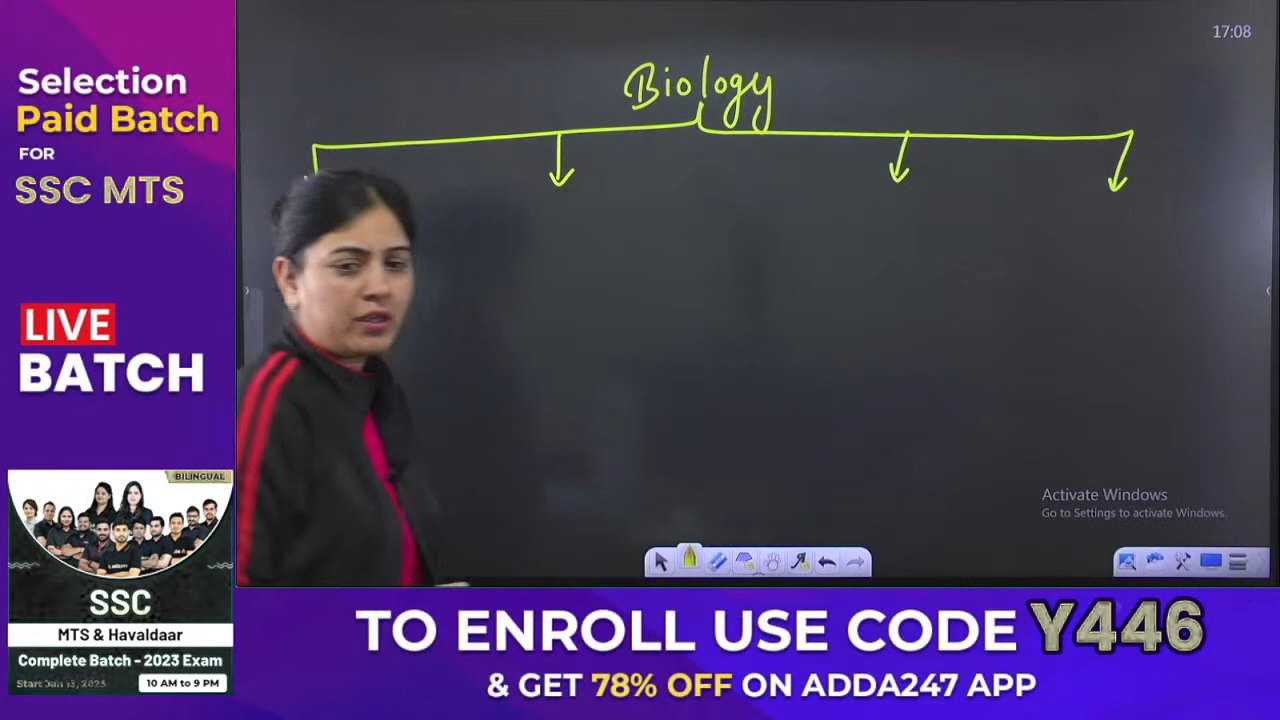 Selection
Paid Batch
FOR
SSC MTS
LIVE
BATCH
BILINGUAL
SSC
MTS & Havaldaar
Complete Batch - 2023 Exam
10 AM to 9 PM
17:08
Biology
Activate Windows
Go to Settings to activate Windows.
TO ENROLL USE CODE Y446
& GET 78% OFF ON ADDA247 APP